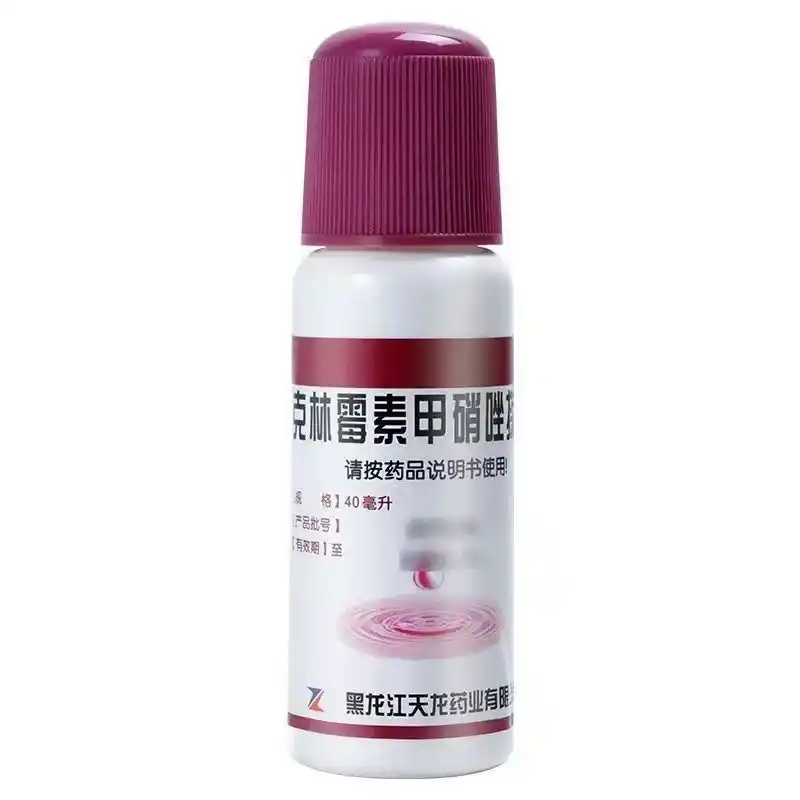 克林霉素甲硝唑搽
请按药品说明书使用!
规 格】40毫升
【产品批号】
【有效期】至
黑龙江天龙药业有限